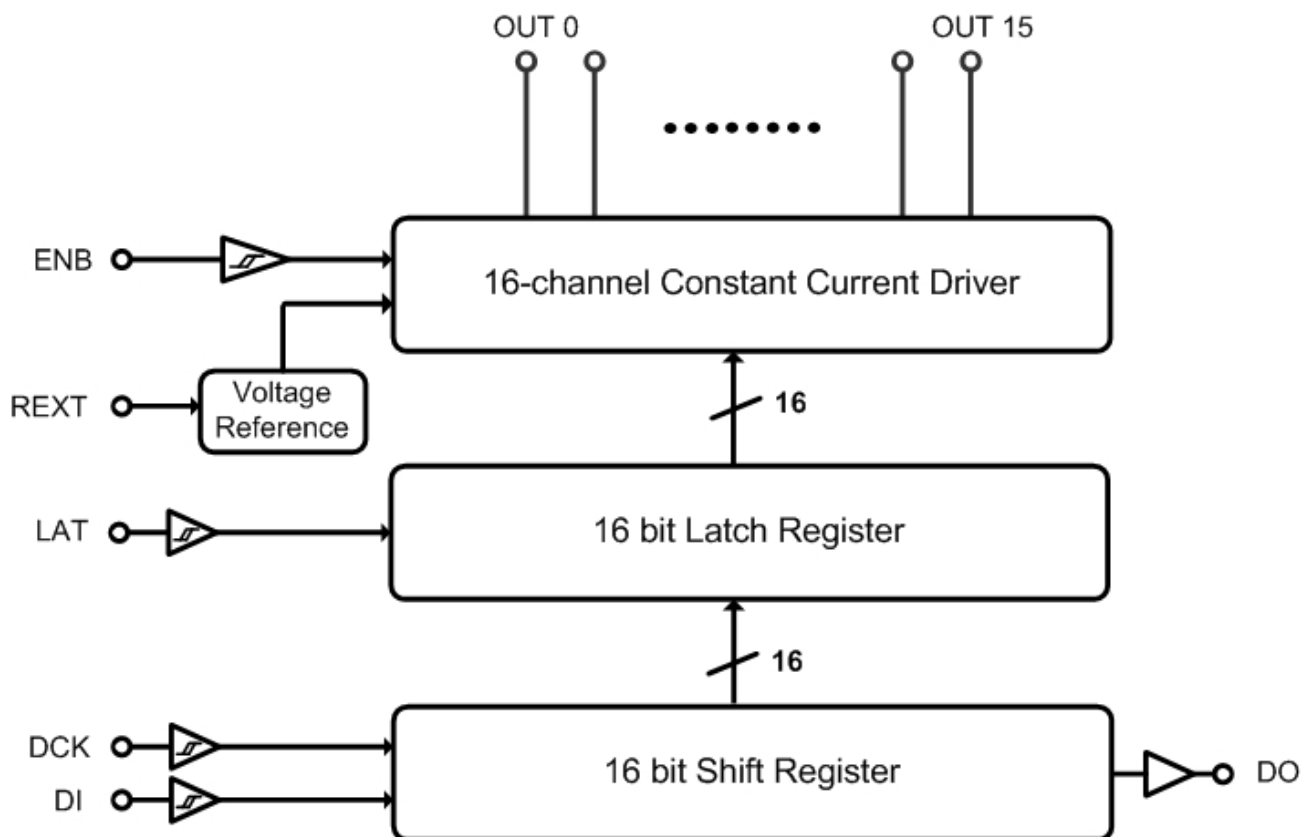 OUT 0
OUT 15
ENB
16-channel Constant Current Driver
REXT
Voltage
Reference
16
LAT
16 bit Latch Register
16
DCK
DI
16 bit Shift Register
DO